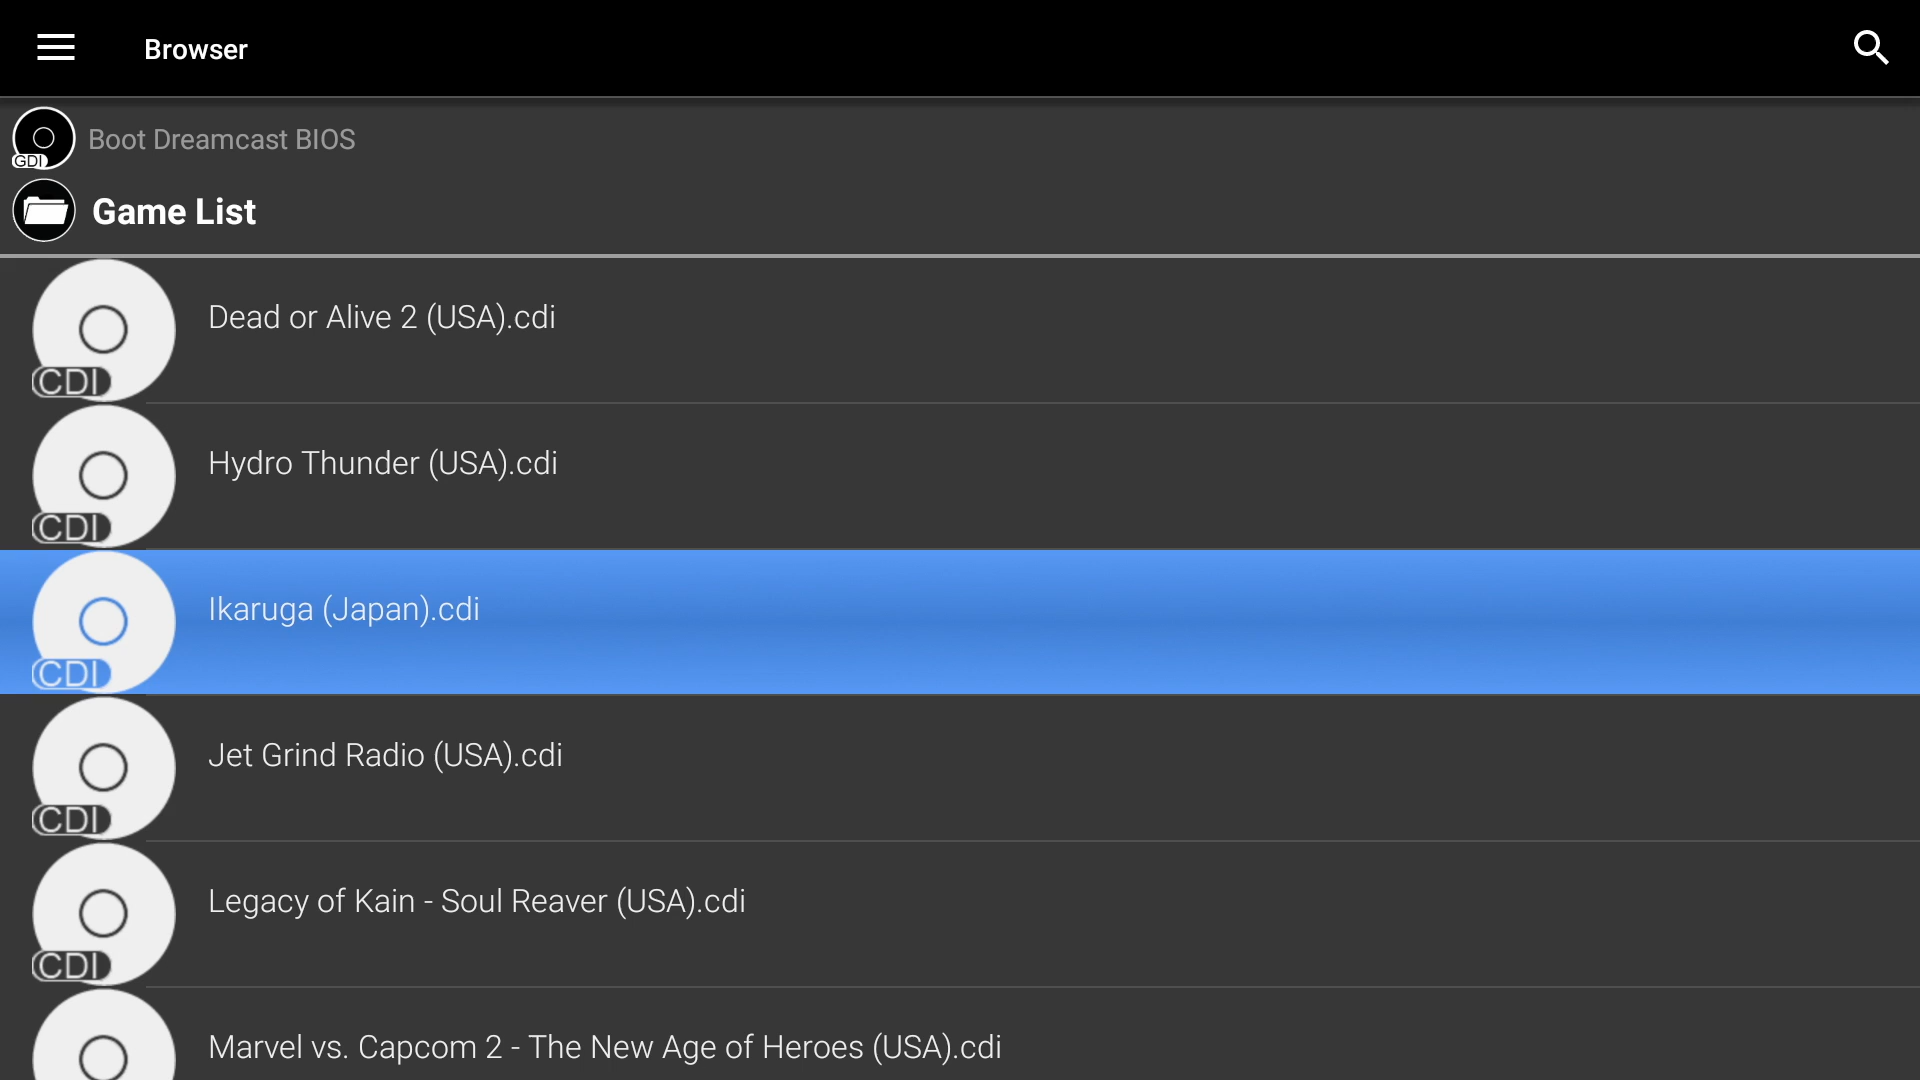 Browser
GDI
Boot Dreamcast BIOS
Game List
Dead or Alive 2 (USA).cdi
CDI
Hydro Thunder (USA).cdi
CDI
Ikaruga (Japan).cdi
CDI
Jet Grind Radio (USA).cdi
CDI
Legacy of Kain - Soul Reaver (USA).cdi
CDI
Marvel vs. Capcom 2 - The New Age of Heroes (USA).cdi